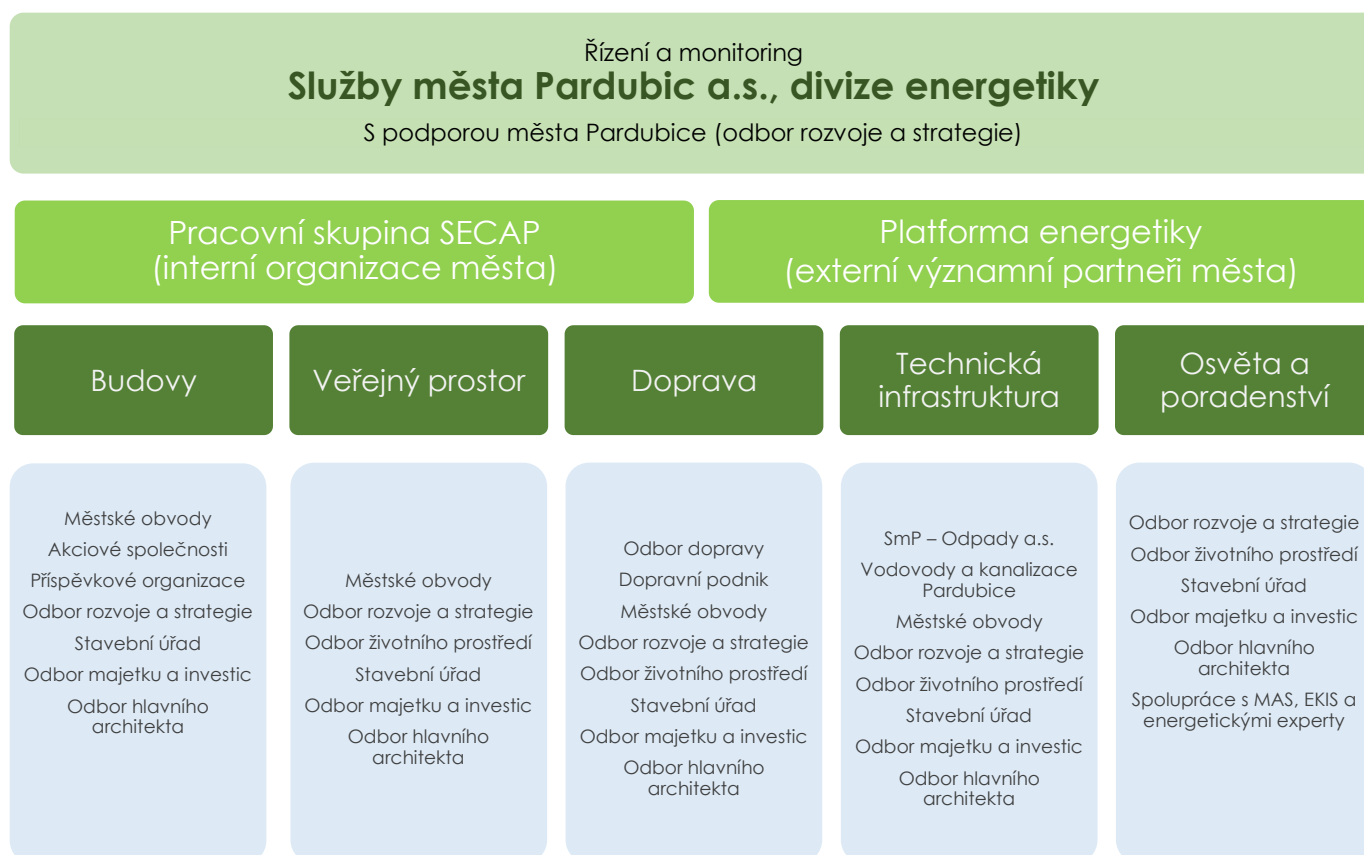 Řízení a monitoring
Služby města Pardubic a.s., divize energetiky
S podporou města Pardubice (odbor rozvoje a strategie)
Pracovní skupina SECAP
(interní organizace města)
Platforma energetiky
(externí významní partneři města)
Budovy
Veřejný prostor
Doprava
Technická
infrastruktura
Osvěta a
poradenství
Městské obvody
Akciové společnosti
Příspěvkové organizace
Odbor rozvoje a strategie
Stavební úřad
Odbor majetku a investic
Odbor hlavního
architekta
Městské obvody
Odbor rozvoje a strategie
Odbor životního prostředí
Stavební úřad
Odbor majetku a investic
Odbor hlavního
architekta
Odbor dopravy
Dopravní podnik
Městské obvody
Odbor rozvoje a strategie
Odbor životního prostředí
Stavební úřad
Odbor majetku a investic
Odbor hlavního
architekta
SmP – Odpady a.s.
Vodovody a kanalizace
Pardubice
Městské obvody
Odbor rozvoje a strategie
Odbor životního prostředí
Stavební úřad
Odbor majetku a investic
Odbor hlavního
architekta
Odbor rozvoje a strategie
Odbor životního prostředí
Stavební úřad
Odbor majetku a investic
Odbor hlavního
architekta
Spolupráce s MAS, EKIS a
energetickými experty